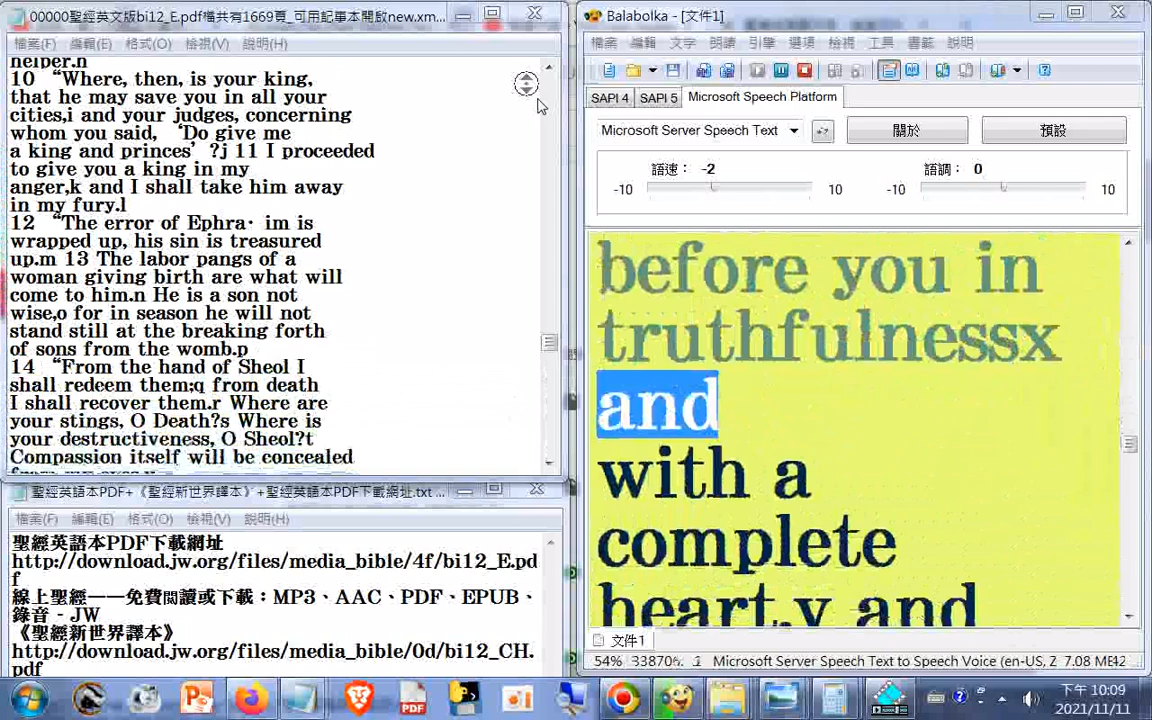 00000聖經英文版bi12_E.pdf檔共有1669頁_可用記事本開啟new.xm...
檔案(F) 編輯(E) 格式(O) 檢視(V) 說明(H)
helper.n
10 “Where, then, is your king,
that he may save you in all your
cities,i and your judges, concerning
whom you said, ‘Do give me
a king and princes’ ?j 11 I proceeded
to give you a king in my
anger,k and I shall take him away
in my fury.l
12 “The error of Ephra· im is
wrapped up, his sin is treasured
up.m 13 The labor pangs of a
woman giving birth are what will
come to him.n He is a son not
wise,o for in season he will not
stand still at the breaking forth
of sons from the womb.p
14 “From the hand of Sheol I
shall redeem them;q from death
I shall recover them.r Where are
your stings, O Death?s Where is
your destructiveness, O Sheol?t
Compassion itself will be concealed
聖經英語本PDF+《聖經新世界譯本》+聖經英語本PDF下載網址.txt ...
檔案(F) 編輯(E) 格式(O) 檢視(V) 說明(H)
聖經英語本PDF下載網址
http://download.jw.org/files/media_bible/4f/bi12_E.pd
f
線上聖經——免費閱讀或下載：MP3、AAC、PDF、EPUB、
錄音 - JW
《聖經新世界譯本》
http://download.jw.org/files/media_bible/0d/bi12_CH.
pdf
Balabolka - [文件1]
檔案 編輯 文字 朗讀 引擎 選項 檢視 工具 書籤 說明
SAPI 4 SAPI 5 Microsoft Speech Platform
Microsoft Server Speech Text 關於 預設
語速： -2 語調： 0
-10 10 -10 10
before you in
truthfulnessx
and
with a
complete
heart,y and
文件1
54% Microsoft Server Speech Text to Speech Voice (en-US, Z 7.08 ME
下午 10:09
2021/11/11